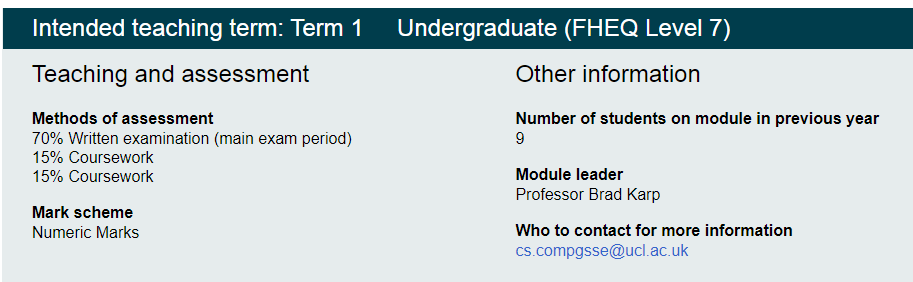 Intended teaching term: Term 1 Undergraduate (FHEQ Level 7)
Teaching and assessment
Methods of assessment
70% Written examination (main exam period)
15% Coursework
15% Coursework
Mark scheme
Numeric Marks
Other information
Number of students on module in previous year
9
Module leader
Professor Brad Karp
Who to contact for more information
cs.compgsse@ucl.ac.uk